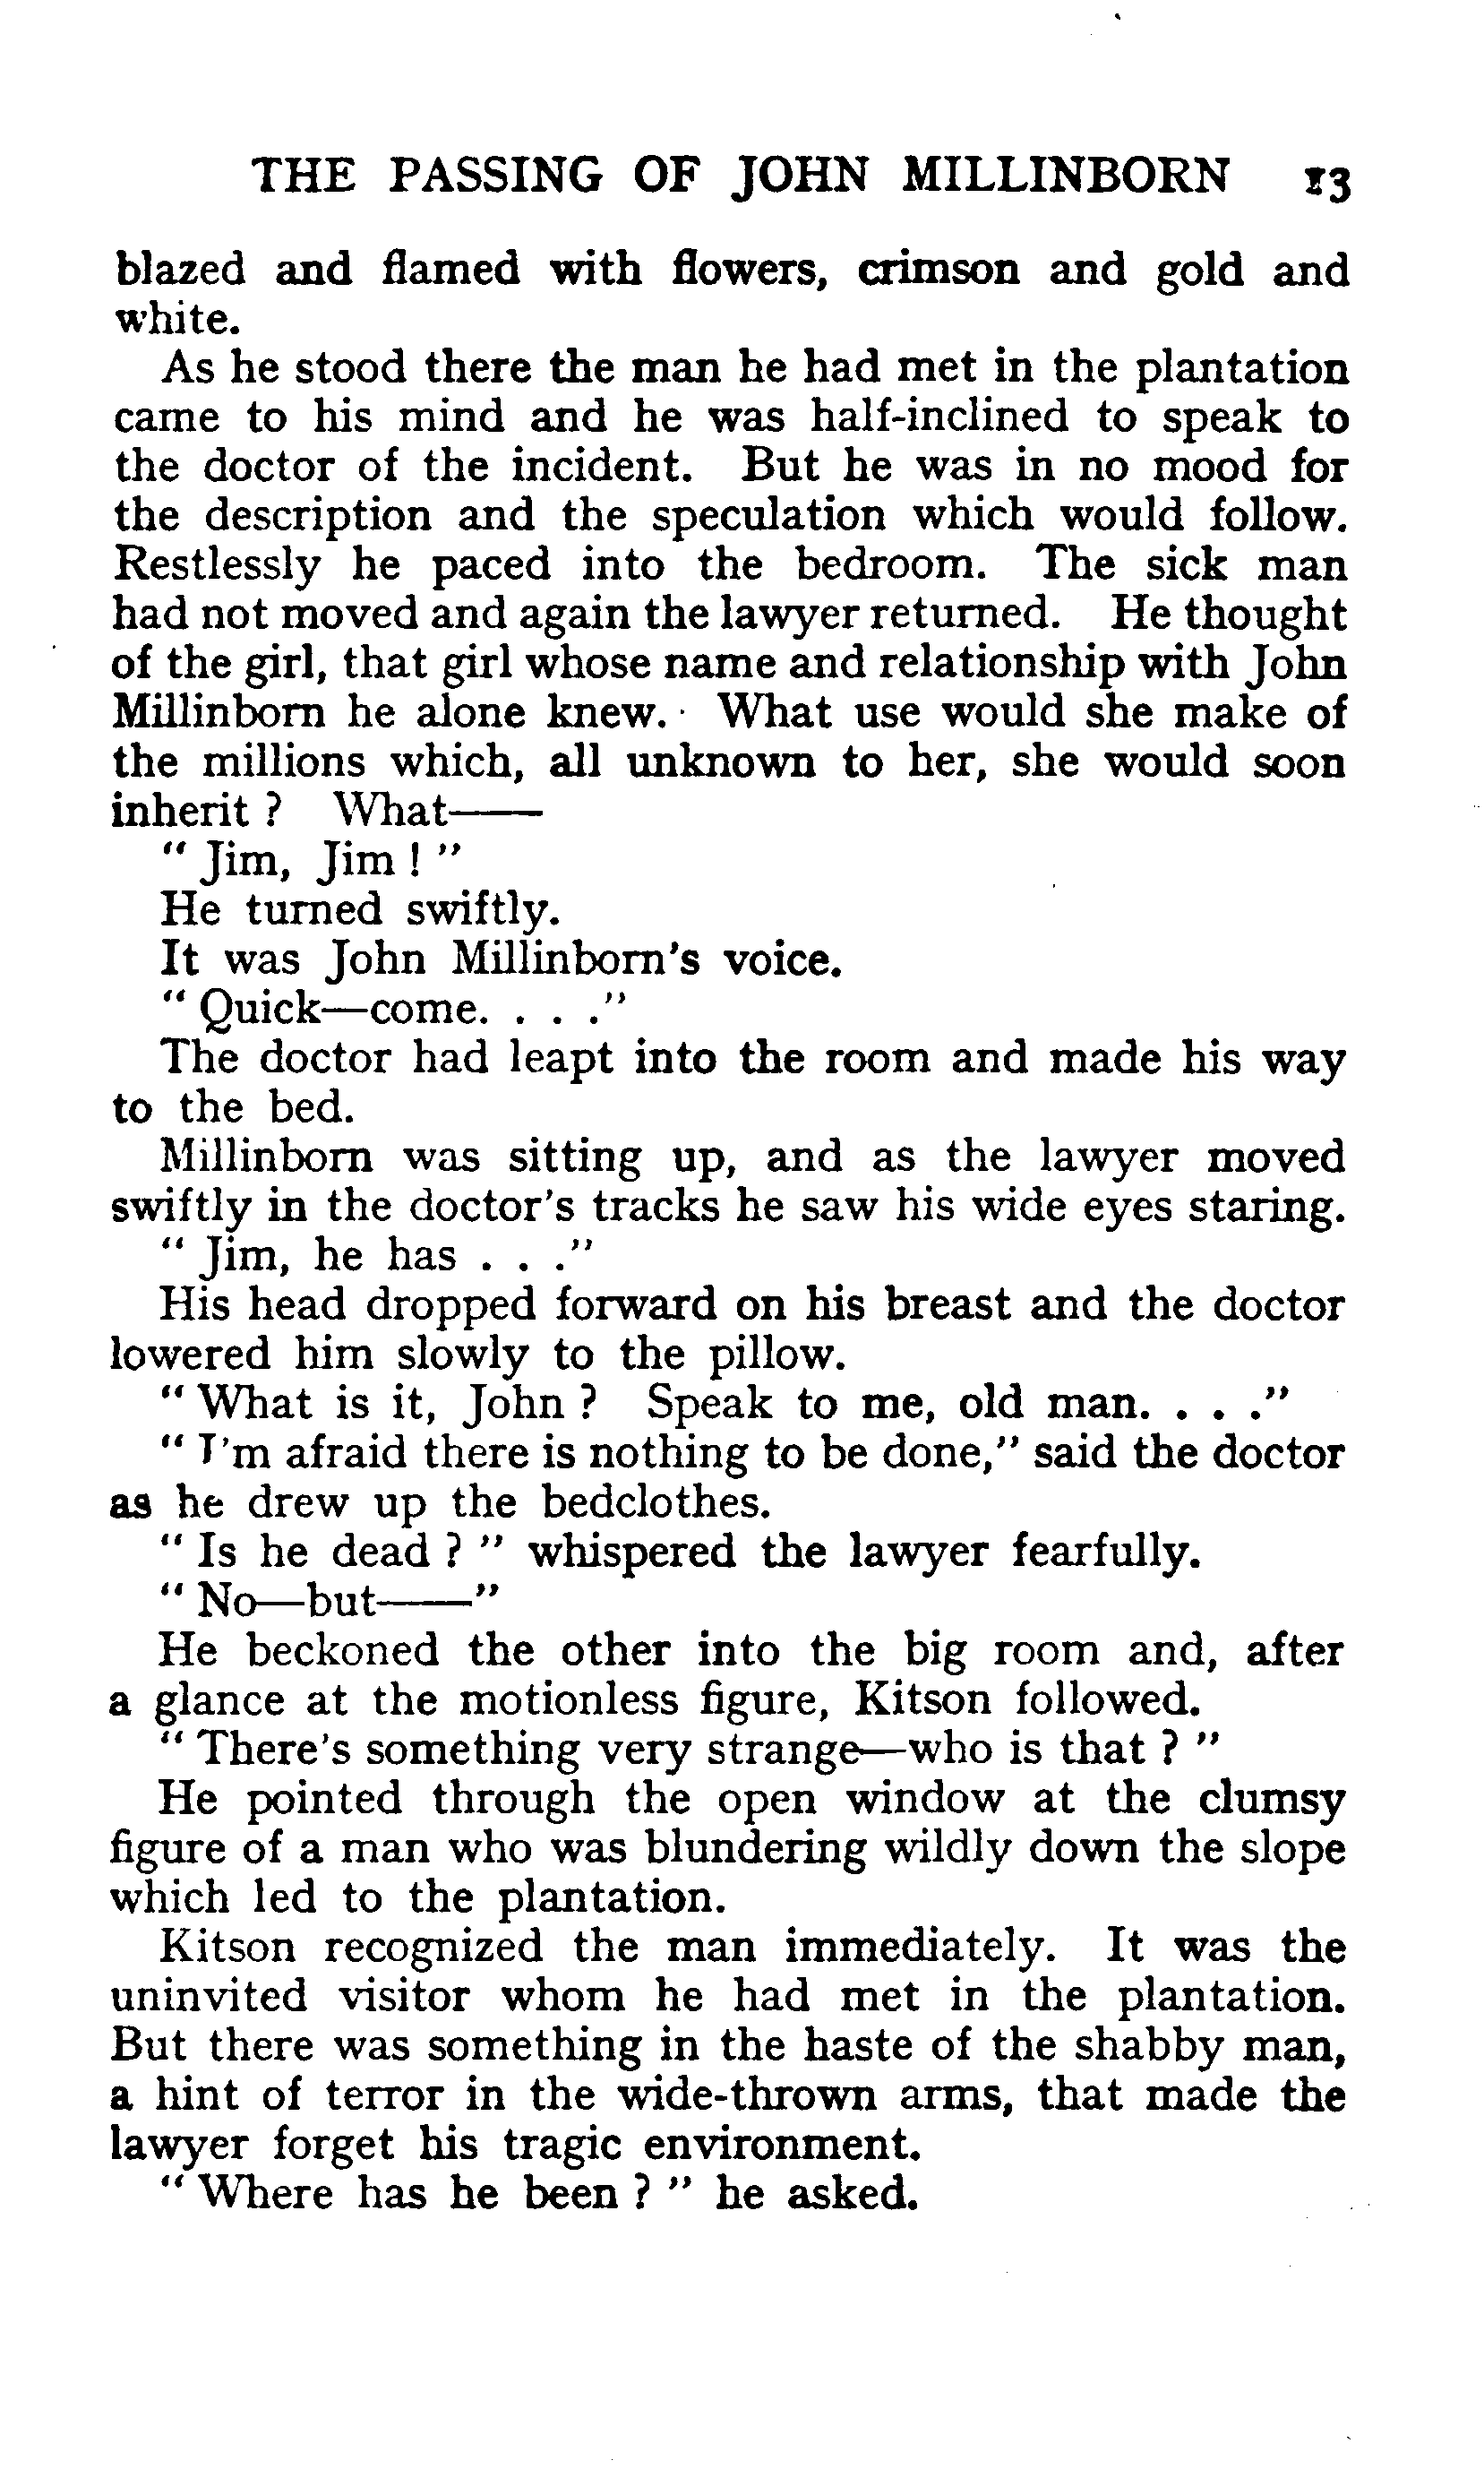 THE PASSING OF JOHN MILLINBORN 13
blazed and flamed with flowers, crimson and gold and
white.
As he stood there the man he had met in the plantation
came to his mind and he was half-inclined to speak to
the doctor of the incident. But he was in no mood for
the description and the speculation which would follow.
Restlessly he paced into the bedroom. The sick man
had not moved and again the lawyer returned. He thought
of the girl, that girl whose name and relationship with John
Millinborn he alone knew. What use would she make of
the millions which, all unknown to her, she would soon
inherit ? What——
" Jim, Jim ! "
He turned swiftly.
It was John Millinborn's voice.
" Quick—come. . . ."
The doctor had leapt into the room and made his way
to the bed.
Millinborn was sitting up, and as the lawyer moved
swiftly in the doctor's tracks he saw his wide eyes staring.
" Jim, he has . . ."
His head dropped forward on his breast and the doctor
lowered him slowly to the pillow.
" What is it, John ? Speak to me, old man. . . ."
" I'm afraid there is nothing to be done," said the doctor
as he drew up the bedclothes.
" Is he dead ? " whispered the lawyer fearfully.
" No—but——"
He beckoned the other into the big room and, after
a glance at the motionless figure, Kitson followed.
" There's something very strange—who is that ? "
He pointed through the open window at the clumsy
figure of a man who was blundering wildly down the slope
which led to the plantation.
Kitson recognized the man immediately. It was the
uninvited visitor whom he had met in the plantation.
But there was something in the haste of the shabby man,
a hint of terror in the wide-thrown arms, that made the
lawyer forget his tragic environment.
" Where has he been ? " he asked.